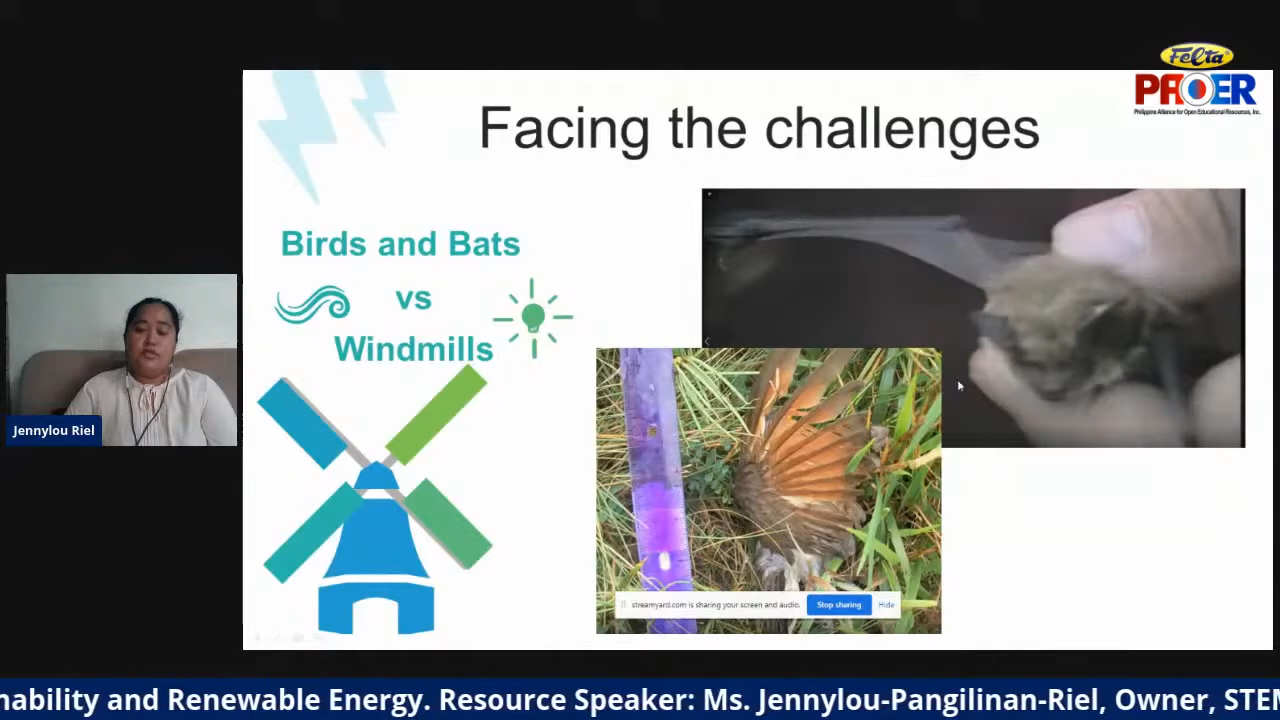 Felta
PAOER
Philippine Alliance for Open Educational Resources, Inc.
Facing the challenges
Birds and Bats
vs
Windmills
Jennylou Riel
streamyard.com is sharing your screen and audio.
Stop sharing
Hide
nability and Renewable Energy. Resource Speaker: Ms. Jennylou-Pangilinan-Riel, Owner, STEM